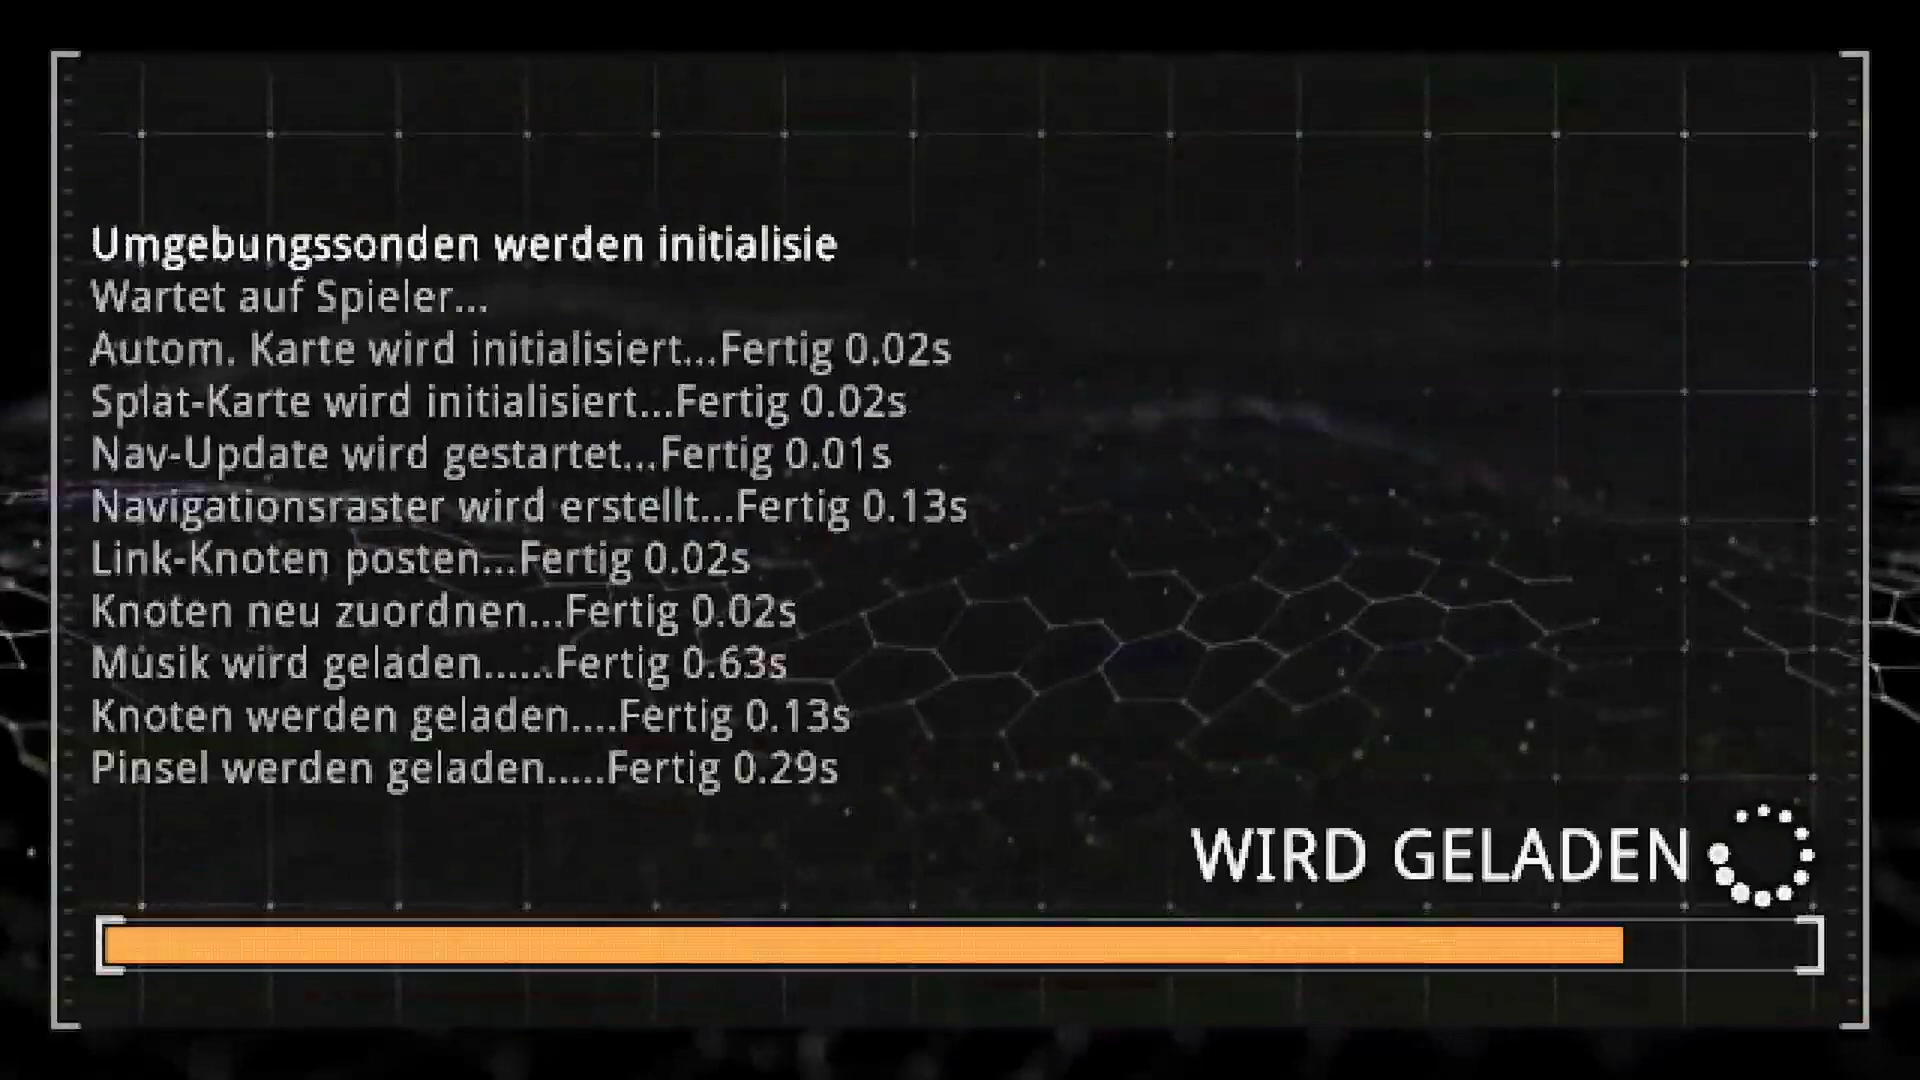 Umgebungssonden werden initialisie
Wartet auf Spieler...
Autom. Karte wird initialisiert...Fertig 0.02s
Splat-Karte wird initialisiert...Fertig 0.02s
Nav-Update wird gestartet...Fertig 0.01s
Navigationsraster wird erstellt...Fertig 0.13s
Link-Knoten posten...Fertig 0.02s
Knoten neu zuordnen...Fertig 0.02s
Musik wird geladen......Fertig 0.63s
Knoten werden geladen....Fertig 0.13s
Pinsel werden geladen.....Fertig 0.29s
WIRD GELADEN